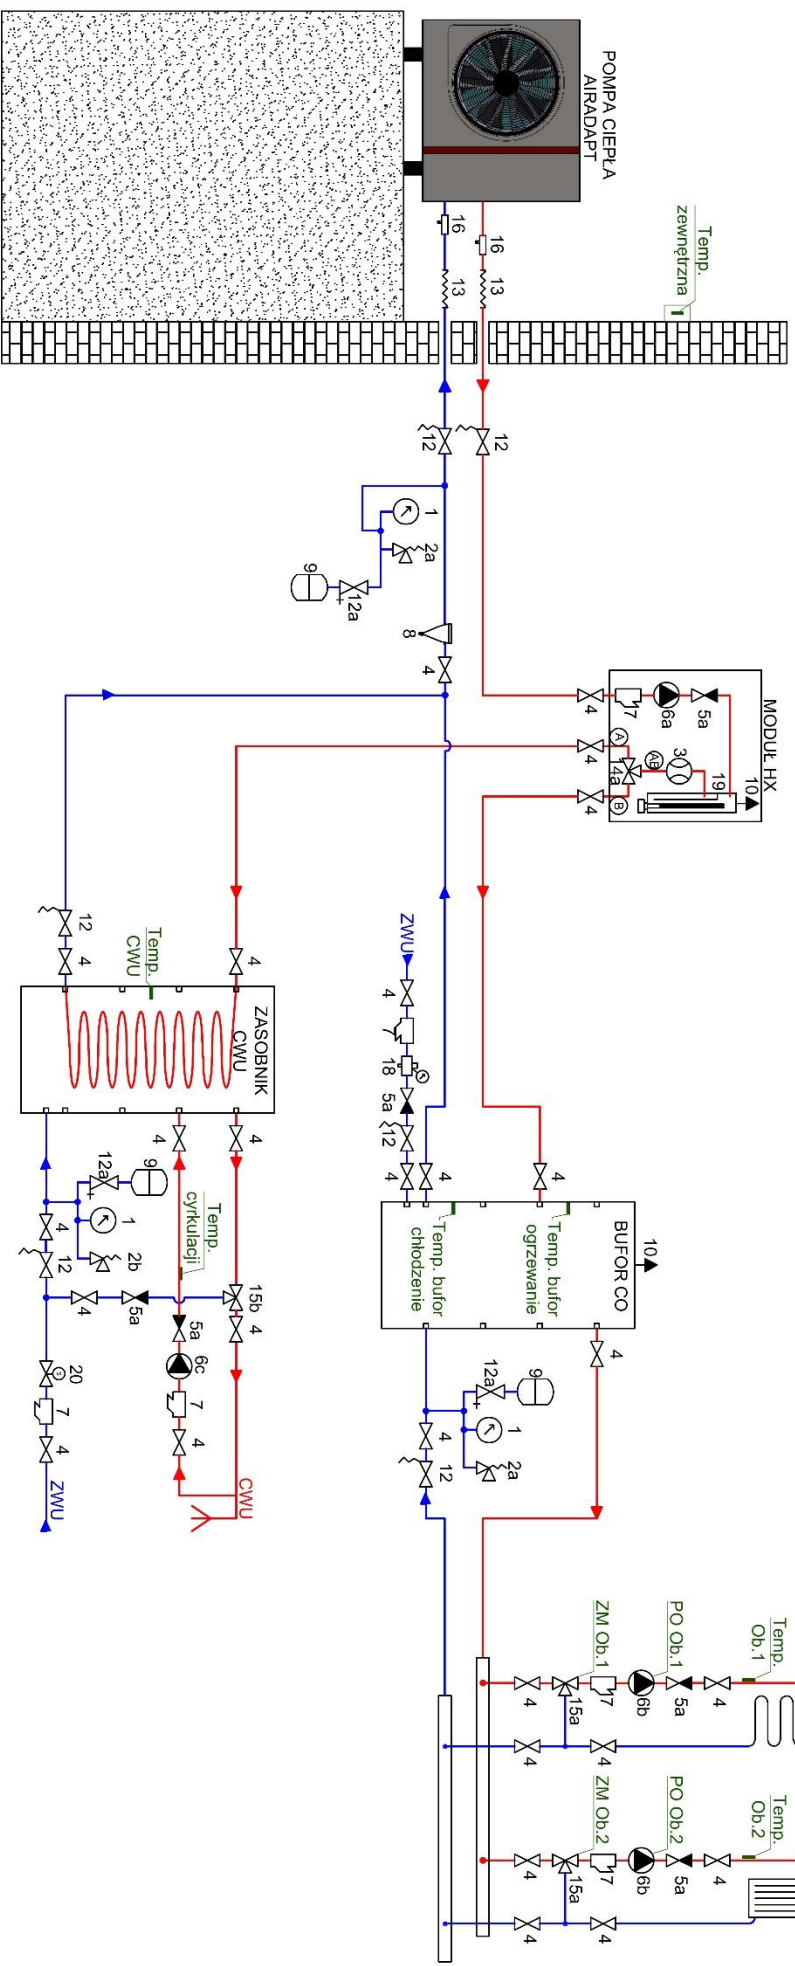 POMPA CIEPŁA
AIRADAPT
16
16
13
13
Temp.
zewnętrzna
12
12
1
2a
9
12a
8
4
MODUŁ HX
10
5a
6a
7
19
3
AB
A
4a
B
4
4
4
12
4
4
Temp.
CWU
ZASOBNIK
CWU
ZWU
4
7
18
5a
12
4
4
4
10
BUFOR CO
Temp. bufor
ogrzewanie
Temp. bufor
chłodzenie
4
9
12a
1
2a
4
12
4
4
Temp.
cyrkulacji
9
12a
1
2b
4
12
15b
4
5a
4
5a
6c
7
4
20
7
4
CWU
ZWU
Temp.
Ob.1
4
5a
PO Ob.1
6b
17
ZM Ob.1
15a
4
4
4
Temp.
Ob.2
4
5a
PO Ob.2
6b
17
ZM Ob.2
15a
4
4
4